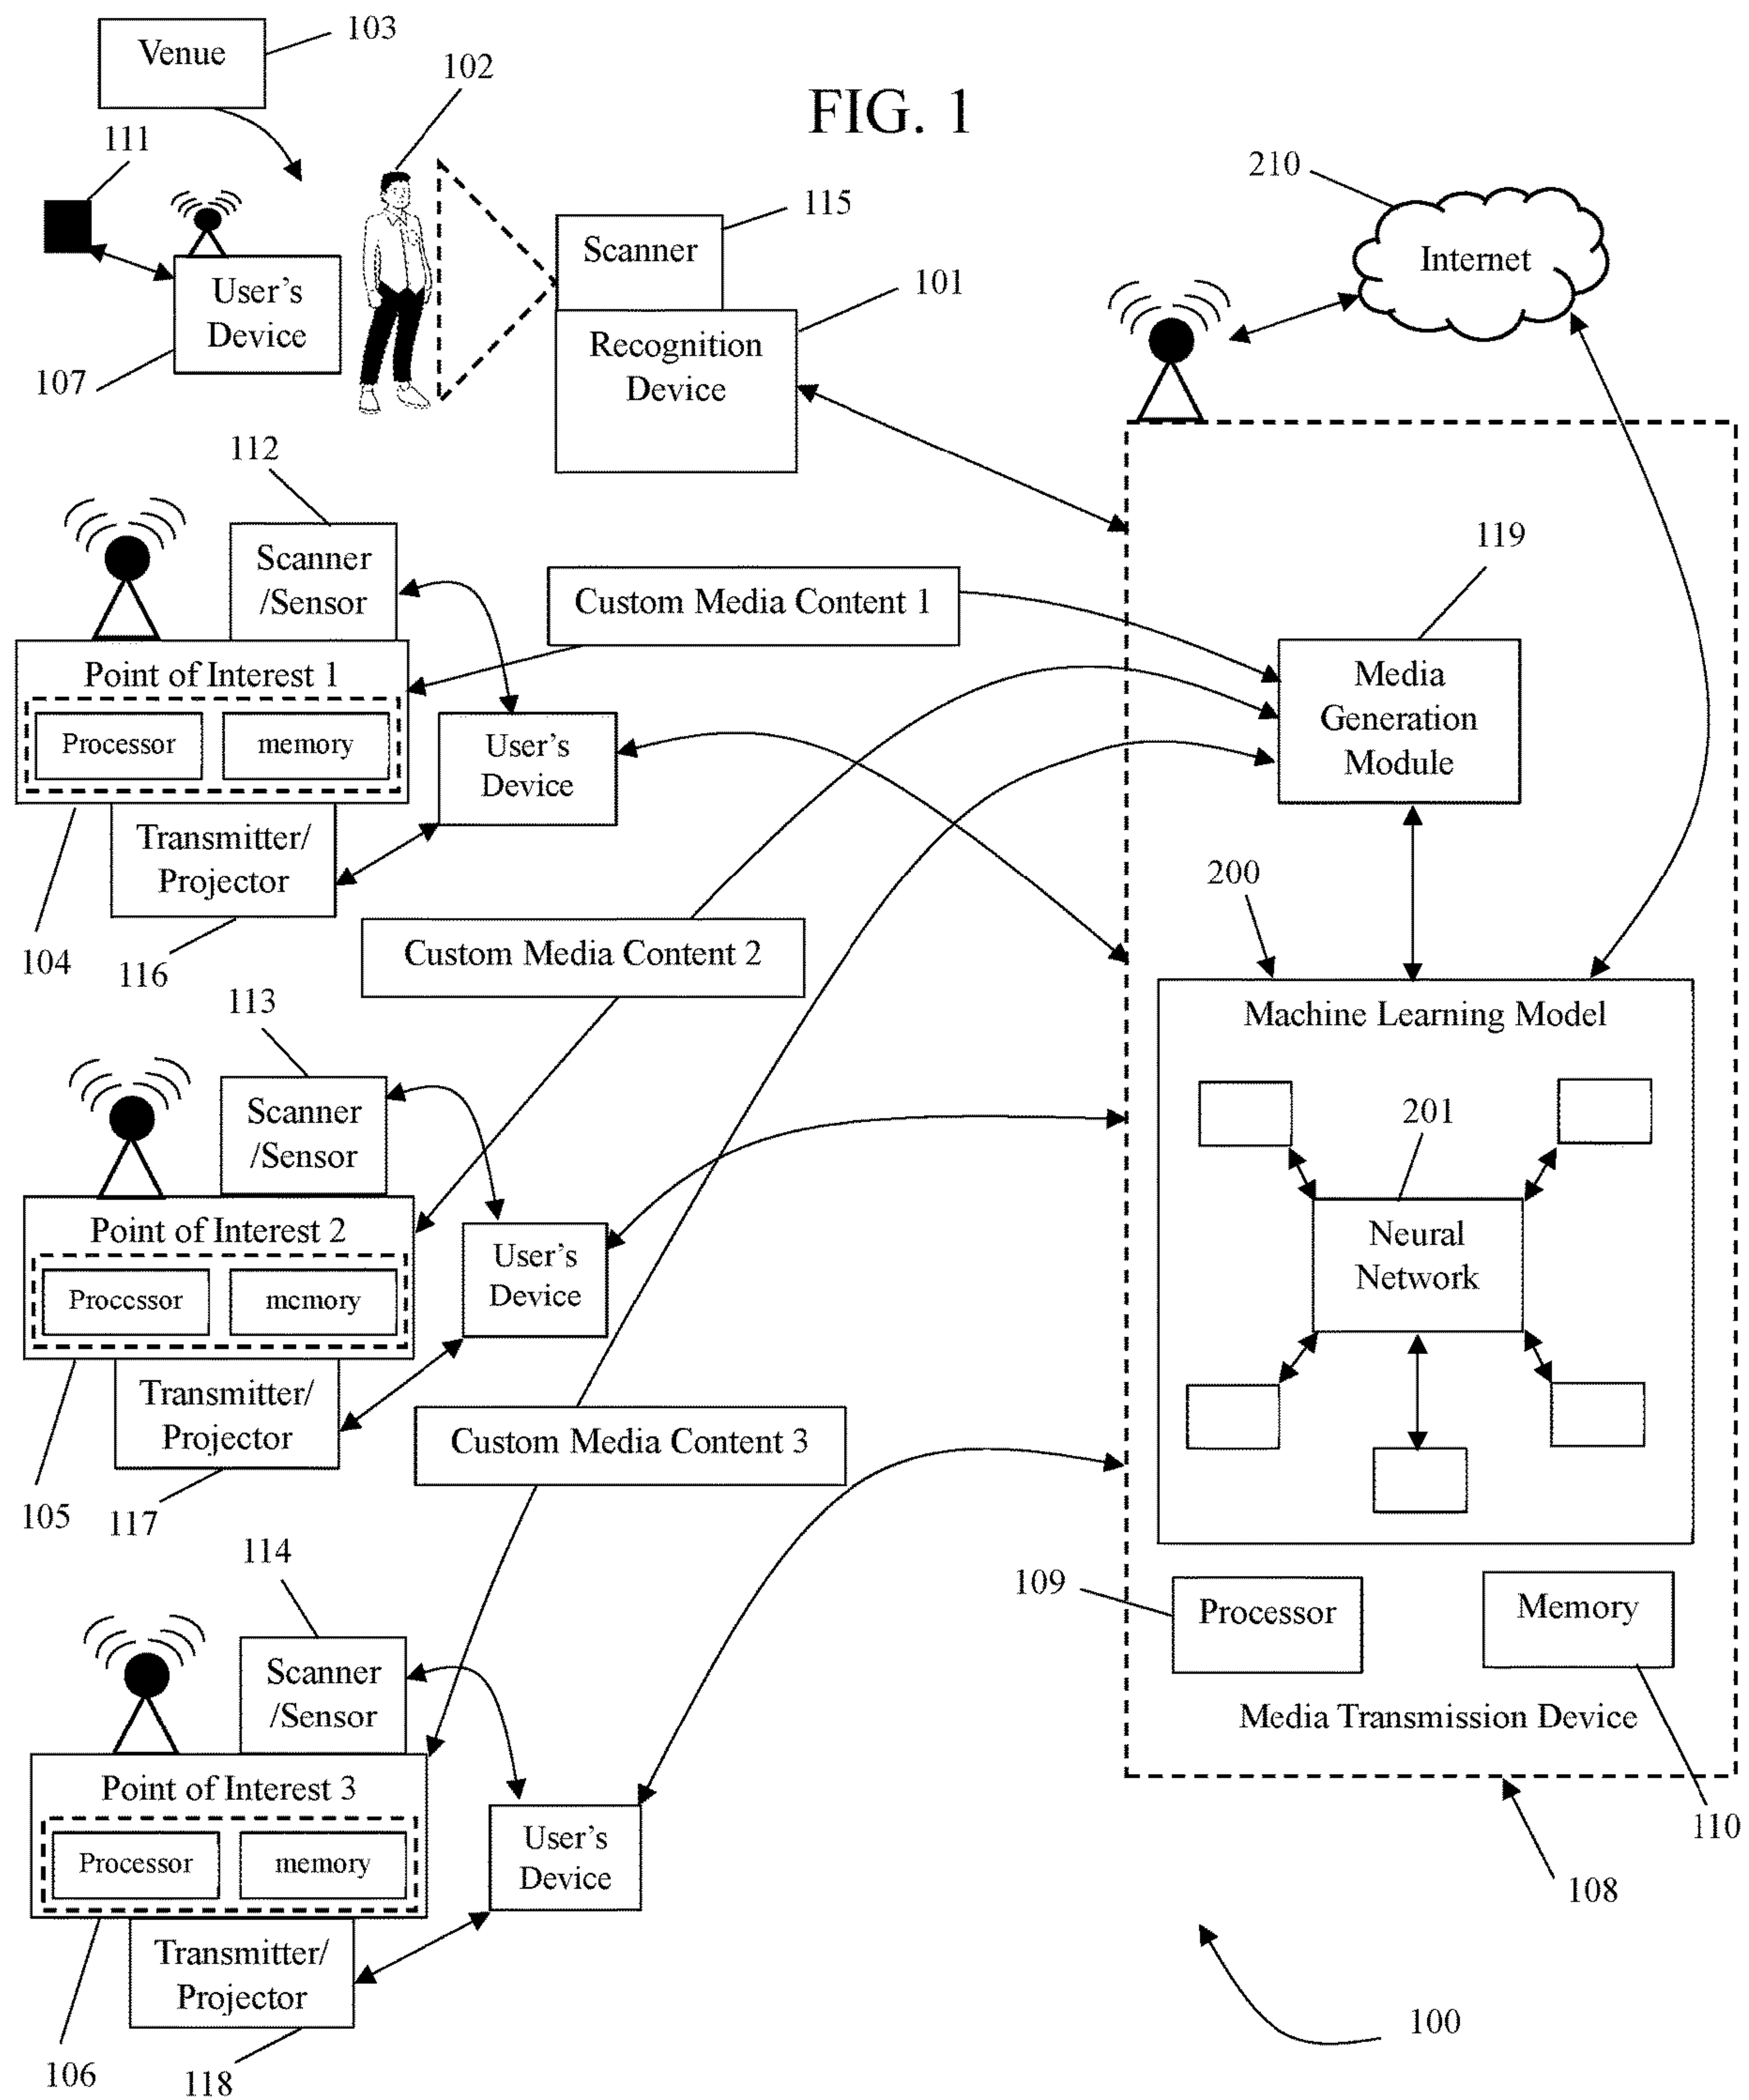 FIG. 1
Venue
103
102
111
User's
Device
107
Scanner
115
Recognition
Device
101
210
Internet
112
Scanner
/Sensor
Custom Media Content 1
Point of Interest 1
Processor
memory
User's
Device
Transmitter/
Projector
104
116
119
Media
Generation
Module
Custom Media Content 2
113
Scanner
/Sensor
Point of Interest 2
Processor
memory
User's
Device
Transmitter/
Projector
105
117
200
Machine Learning Model
201
Neural
Network
Custom Media Content 3
114
Scanner
/Sensor
Point of Interest 3
Processor
memory
User's
Device
Transmitter/
Projector
106
118
109
Processor
Memory
Media Transmission Device
110
108
100